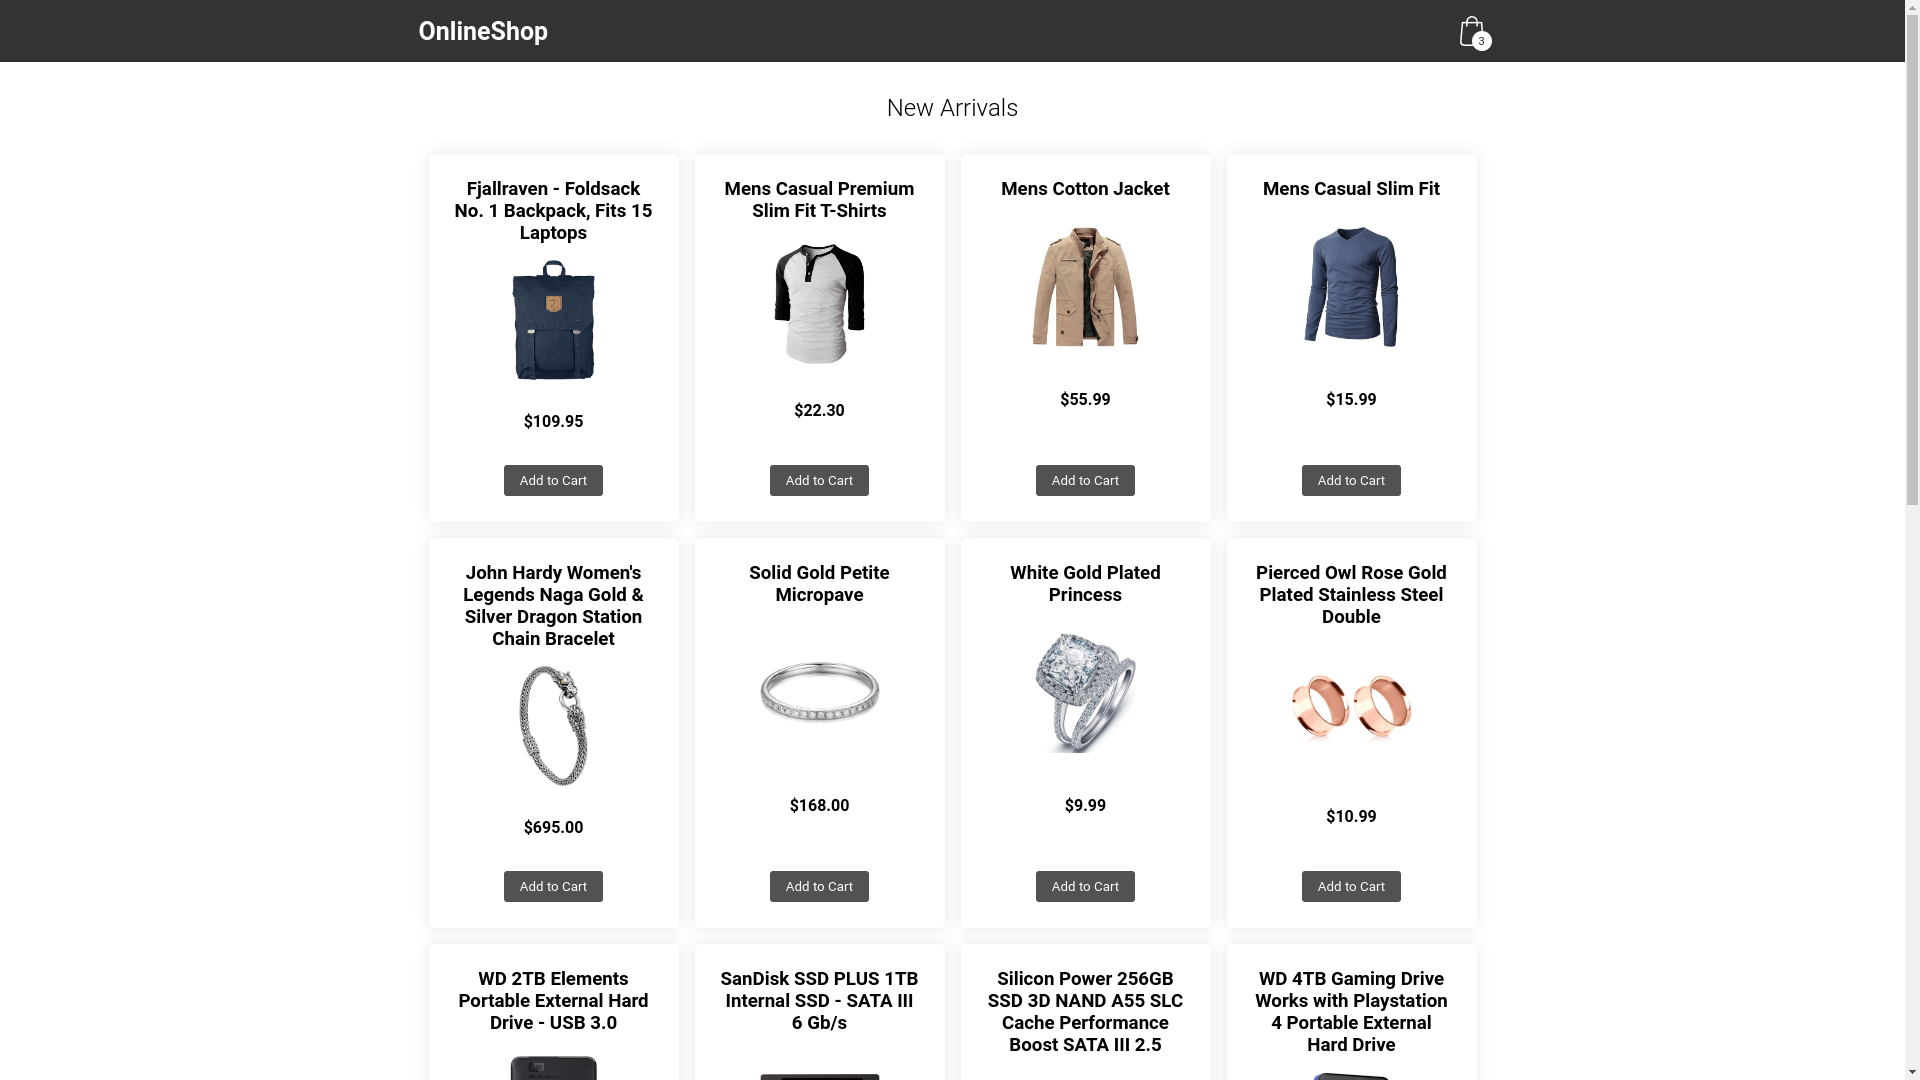 OnlineShop
3
New Arrivals
Fjallraven - Foldsack
No. 1 Backpack, Fits 15
Laptops
$109.95
Add to Cart
Mens Casual Premium
Slim Fit T-Shirts
$22.30
Add to Cart
Mens Cotton Jacket
$55.99
Add to Cart
Mens Casual Slim Fit
$15.99
Add to Cart
John Hardy Women's
Legends Naga Gold &
Silver Dragon Station
Chain Bracelet
$695.00
Add to Cart
Solid Gold Petite
Micropave
$168.00
Add to Cart
White Gold Plated
Princess
$9.99
Add to Cart
Pierced Owl Rose Gold
Plated Stainless Steel
Double
$10.99
Add to Cart
WD 2TB Elements
Portable External Hard
Drive - USB 3.0
SanDisk SSD PLUS 1TB
Internal SSD - SATA III
6 Gb/s
Silicon Power 256GB
SSD 3D NAND A55 SLC
Cache Performance
Boost SATA III 2.5
WD 4TB Gaming Drive
Works with Playstation
4 Portable External
Hard Drive